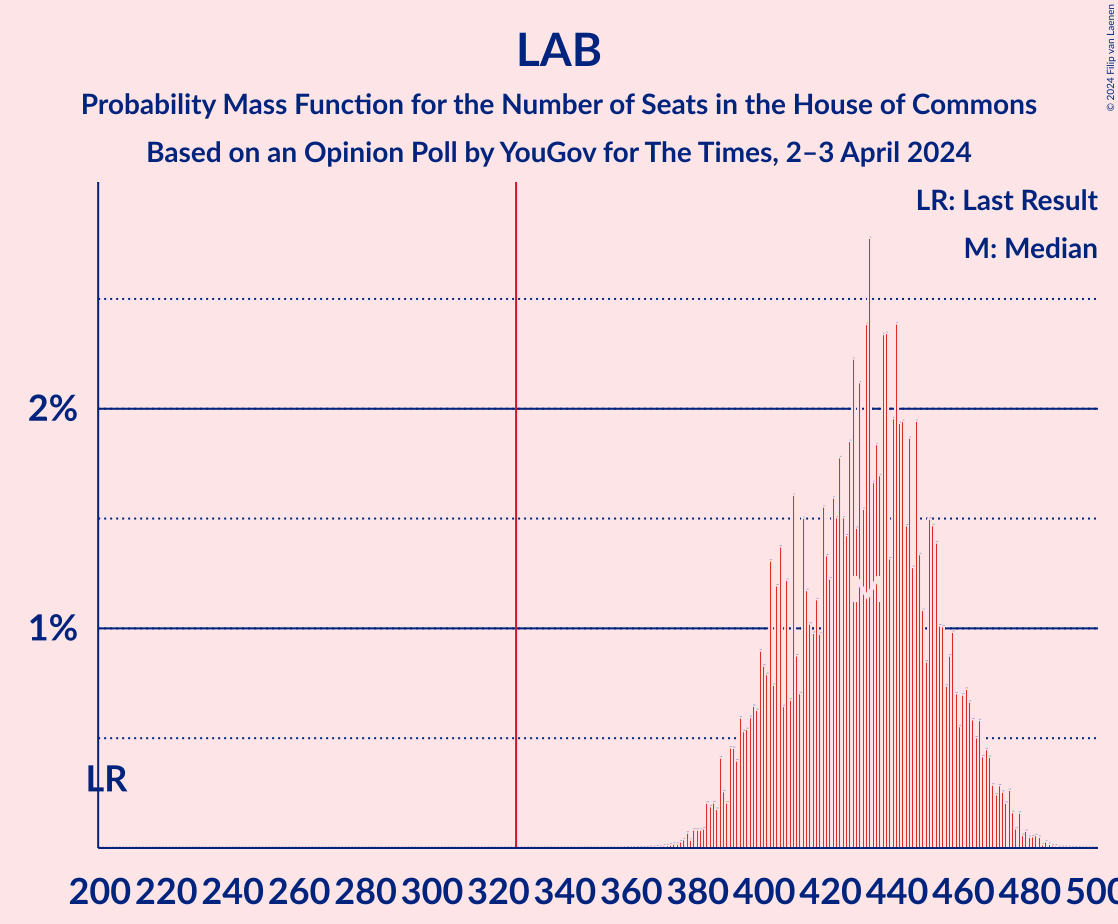 LAB
Probability Mass Function for the Number of Seats in the House of Commons
Based on an Opinion Poll by YouGov for The Times, 2–3 April 2024
© 2024 Filip van Laenen
LR: Last Result
M: Median
2%
1%
M
LR
200 220 240 260 280 300 320 340 360 380 400 420 440 460 480 500